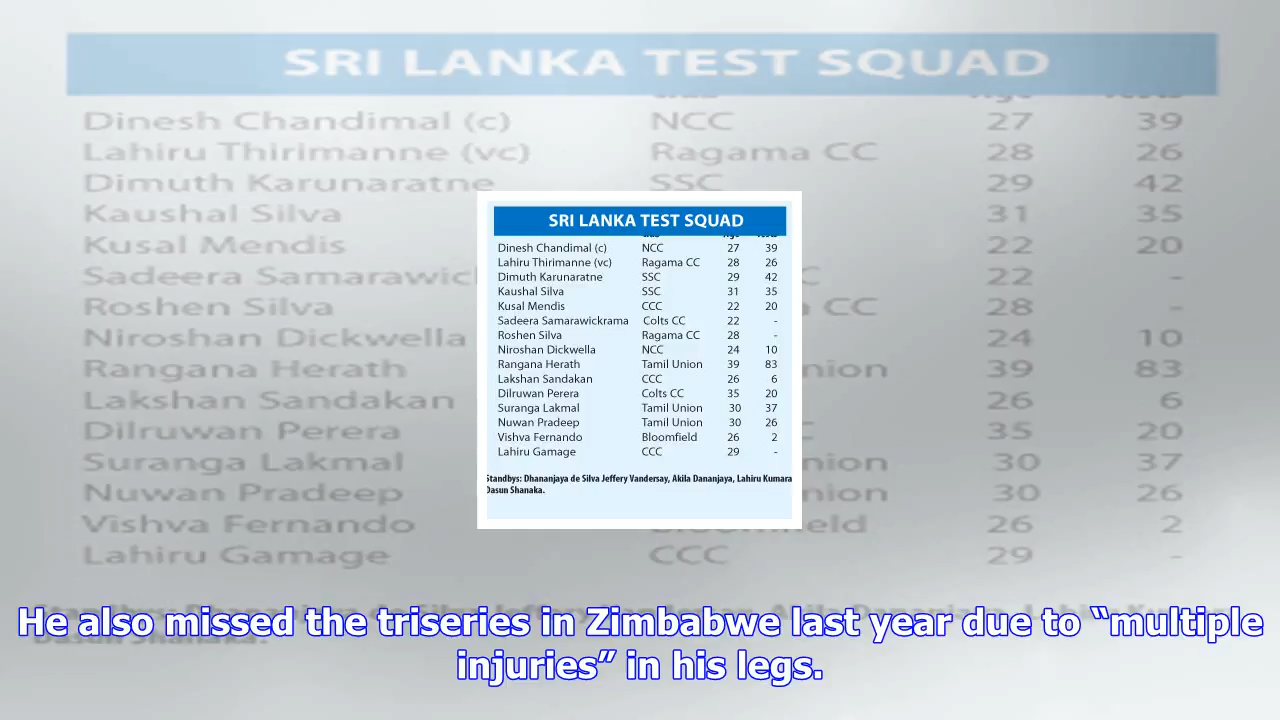 SRI LANKA TEST SQUAD
Dinesh Chandimal (c) NCC 27 39
Lahiru Thirimanne (vc) Ragama CC 28 26
Dimuth Karunaratne SSC 29 42
Kaushal Silva SSC 31 35
Kusal Mendis CCC 22 20
Sadeera Samarawickrama Colts CC 22 -
Roshen Silva Ragama CC 28 -
Niroshan Dickwella NCC 24 10
Rangana Herath Tamil Union 39 83
Lakshan Sandakan CCC 26 6
Dilruwan Perera Colts CC 35 20
Suranga Lakmal Tamil Union 30 37
Nuwan Pradeep Tamil Union 30 26
Vishva Fernando Bloomfield 26 2
Lahiru Gamage CCC 29 -
Standbys: Dhananjaya de Silva Jeffery Vandersay, Akila Dananjaya, Lahiru Kumara
Dasun Shanaka.
He also missed the triseries in Zimbabwe last year due to “multiple
injuries” in his legs.